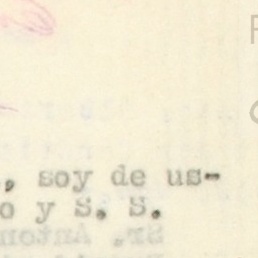 , soy de us-
o y S. S.